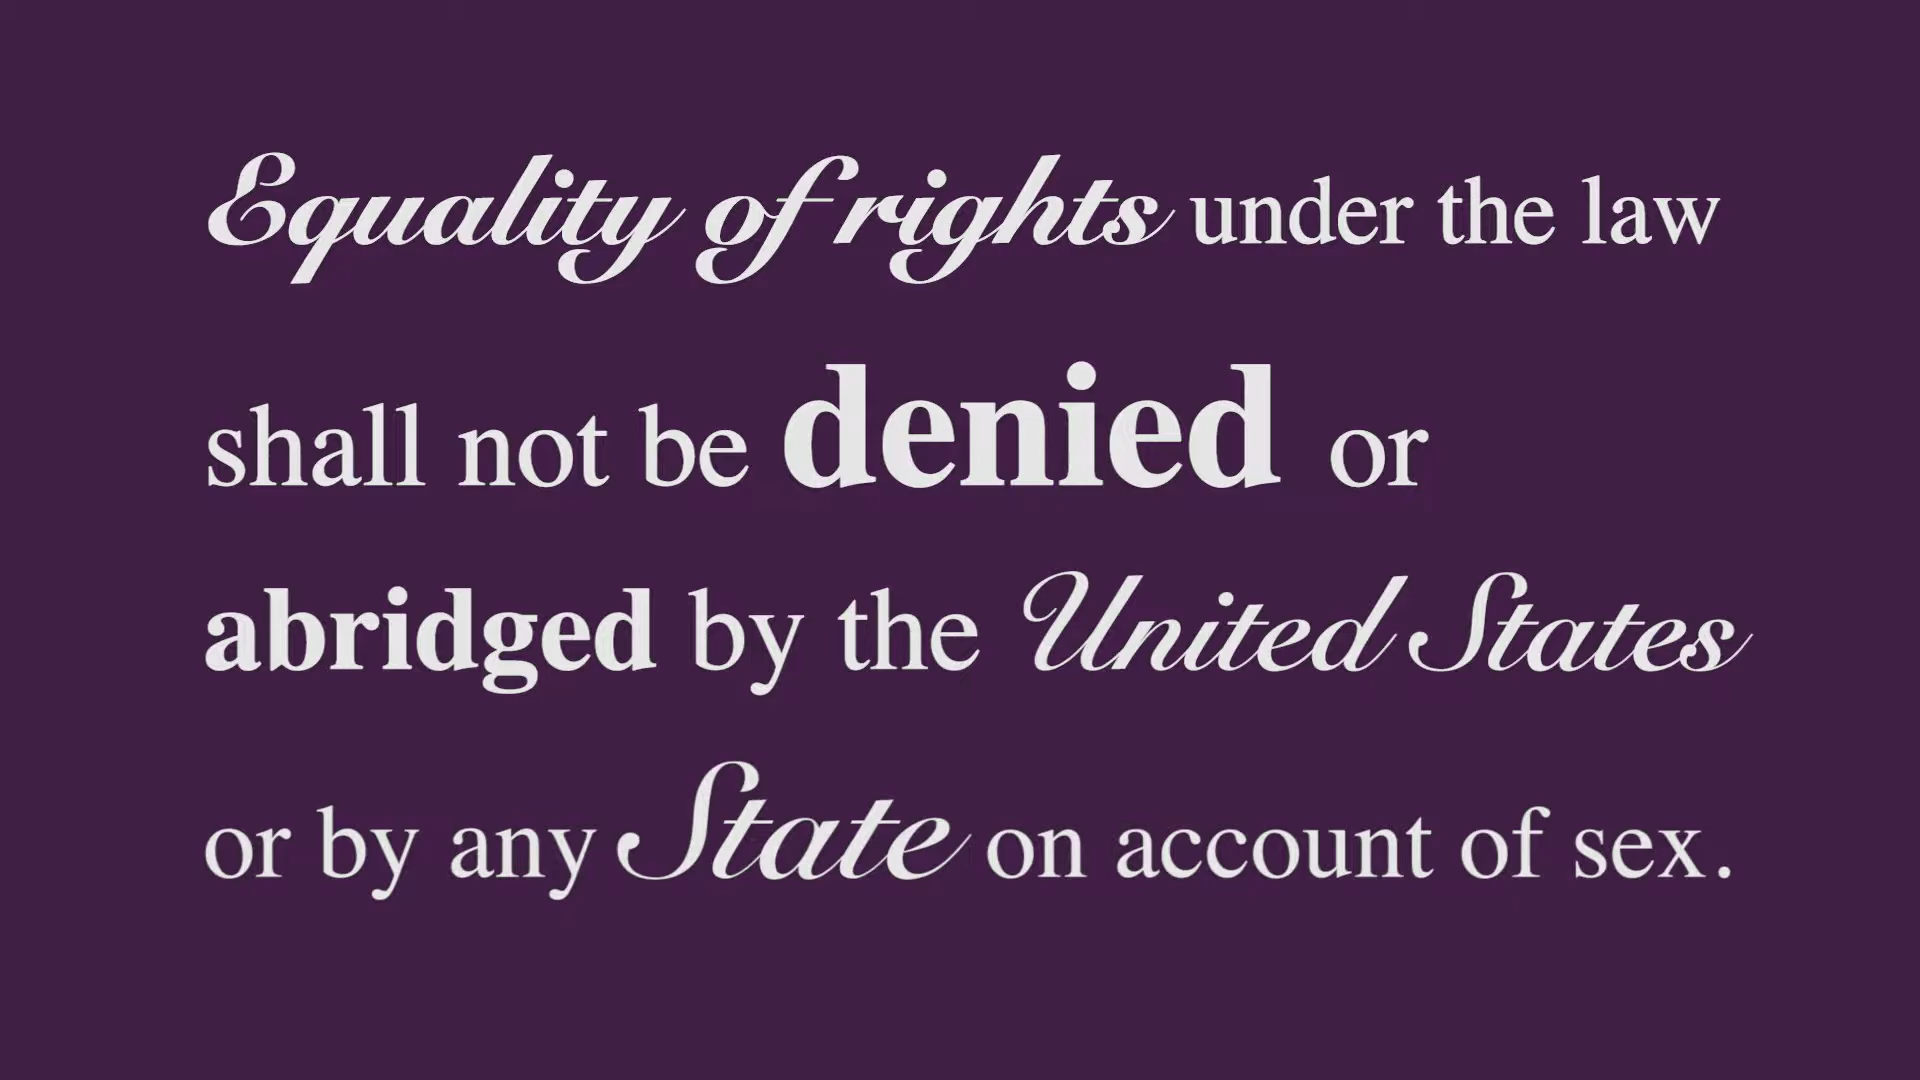 Equality of rights under the law
shall not be denied or
abridged by the United States
or by any State on account of sex.